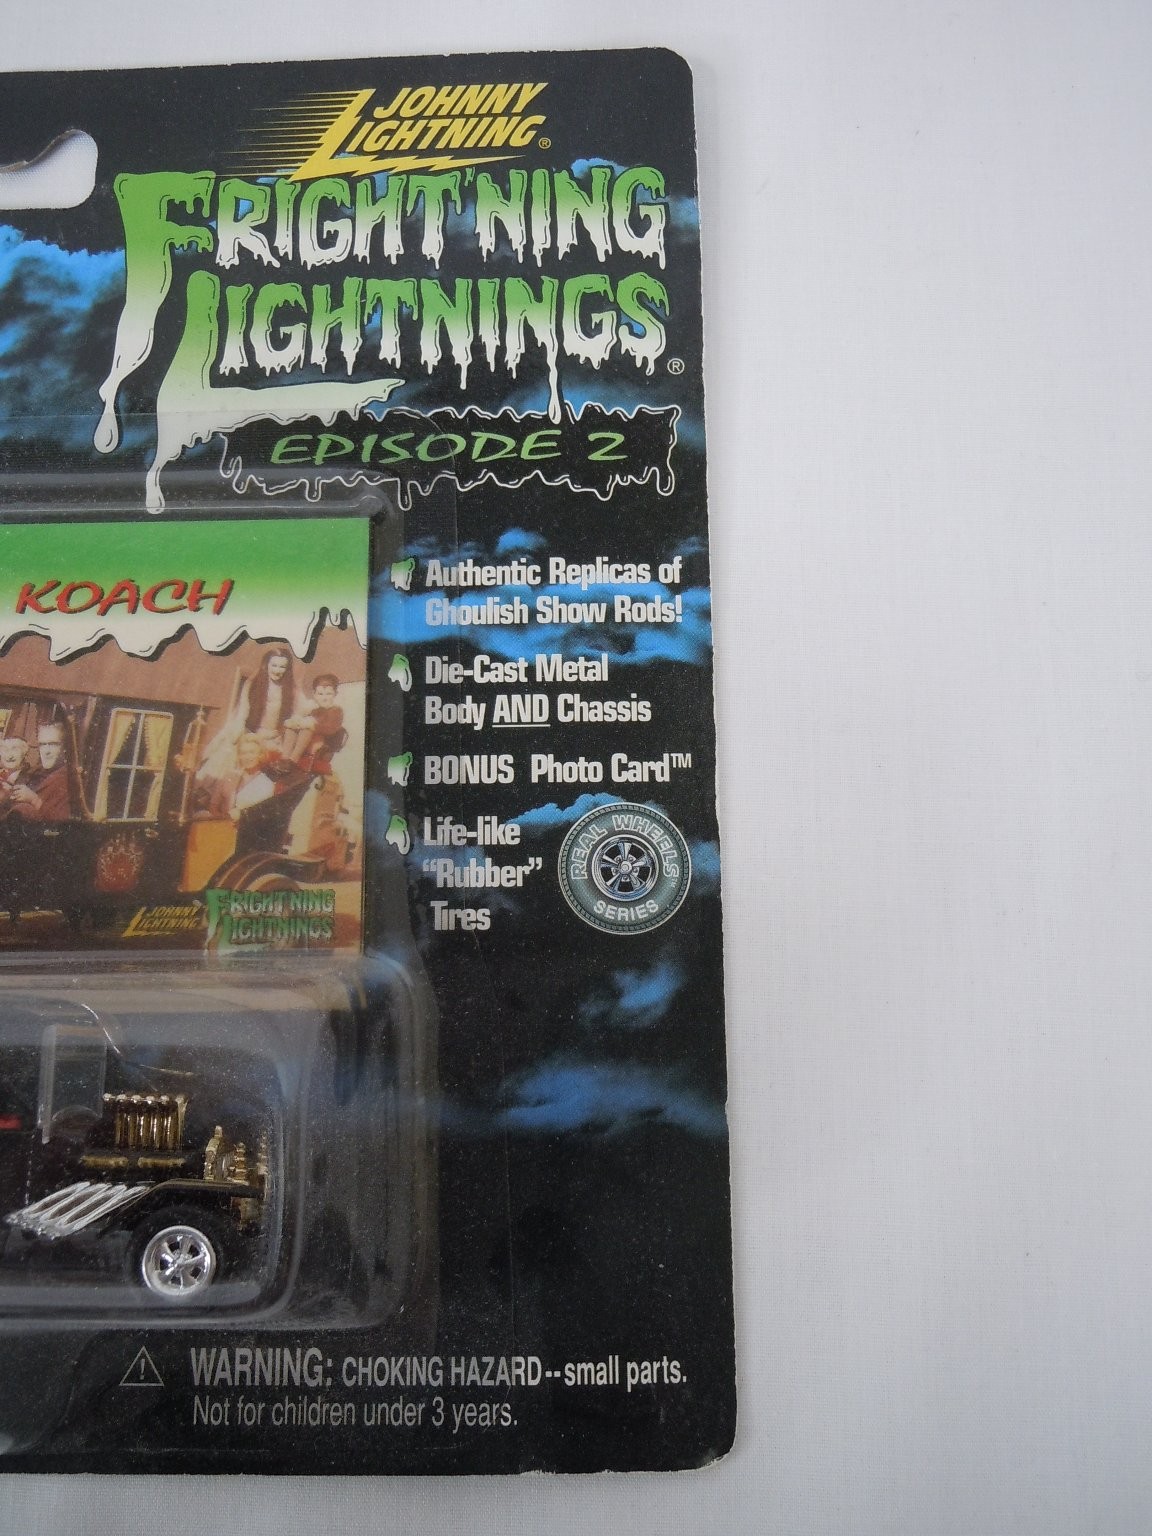 JOHNNY
LIGHTNING®
FRIGHT'NING
LIGHTNINGS®
EPISODE 2
KOACH
Authentic Replicas of
Ghoulish Show Rods!
Die-Cast Metal
Body AND Chassis
BONUS Photo Card™
Life-like
“Rubber”
Tires
REAL WHEELS
SERIES
JOHNNY
LIGHTNING
FRIGHT'NING
LIGHTNINGS
WARNING: CHOKING HAZARD--small parts.
Not for children under 3 years.